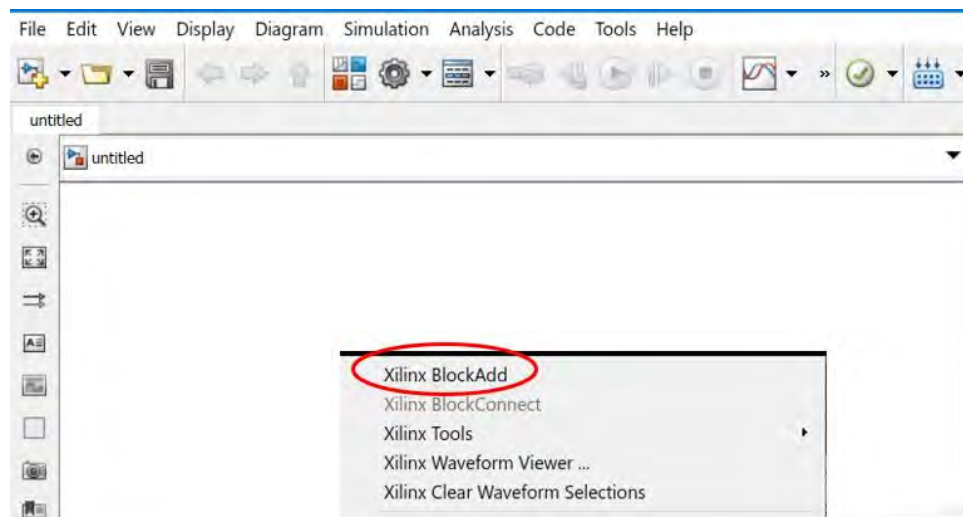 File Edit View Display Diagram Simulation Analysis Code Tools Help
untitled
untitled
Xilinx BlockAdd
Xilinx BlockConnect
Xilinx Tools
Xilinx Waveform Viewer ...
Xilinx Clear Waveform Selections